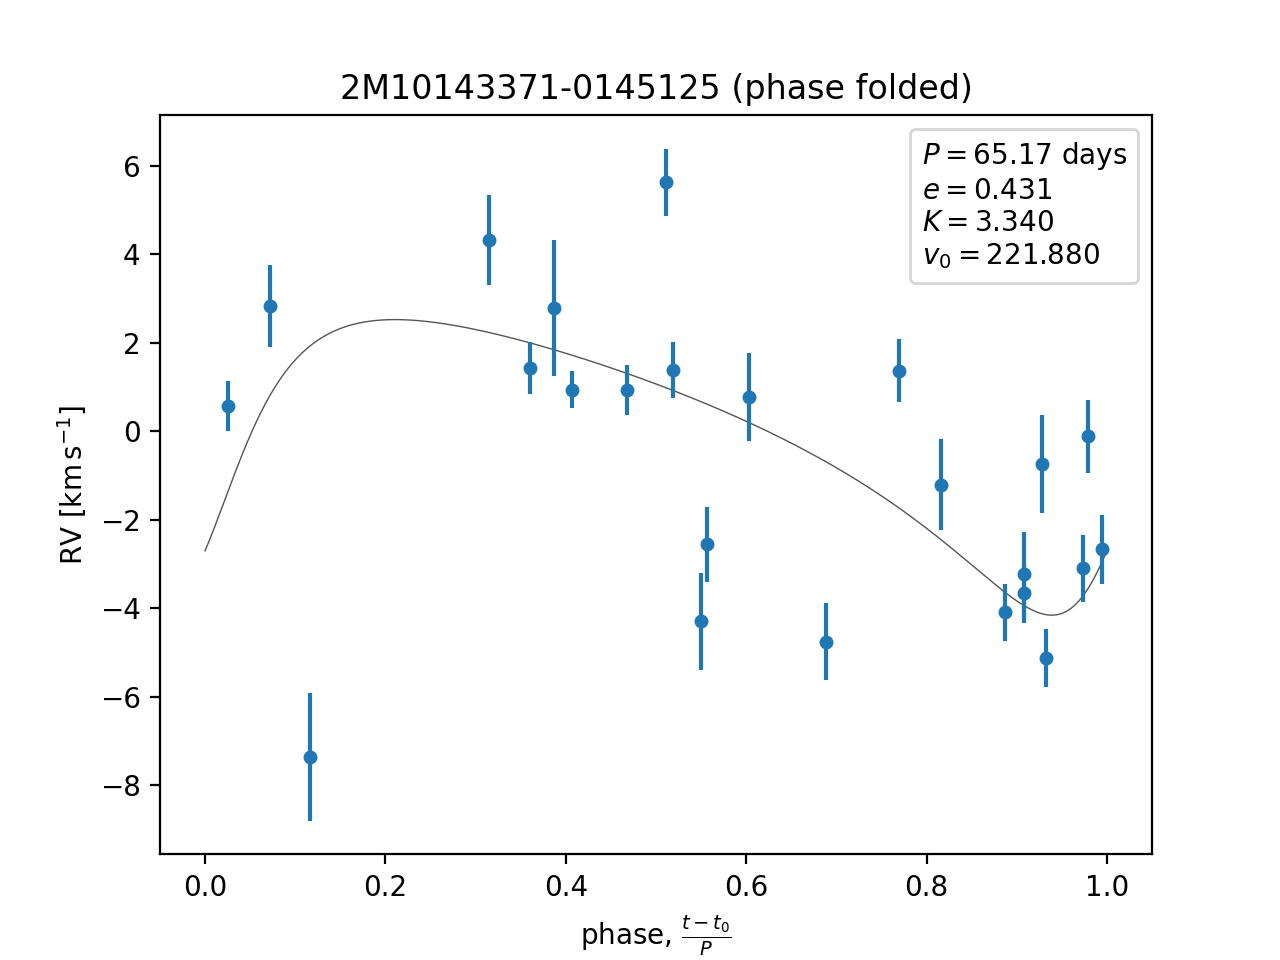 2M10143371-0145125 (phase folded)
P = 65.17 days
e = 0.431
K = 3.340
v₀ = 221.880
6
4
2
0
−2
−4
−6
−8
RV [km s⁻¹]
0.0 0.2 0.4 0.6 0.8 1.0
phase, (t − t₀)/P